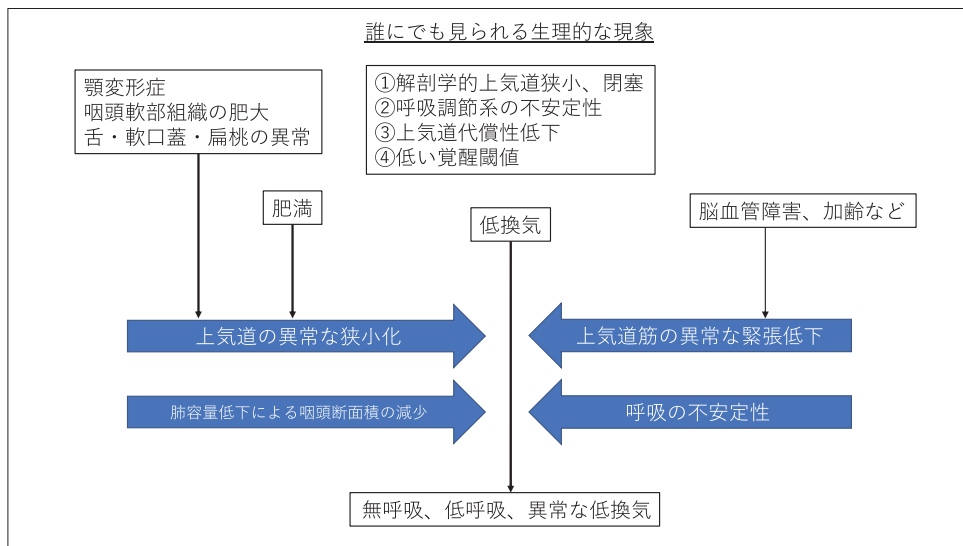 誰にでも見られる生理的な現象
顎変形症
咽頭軟部組織の肥大
舌・軟口蓋・扁桃の異常
①解剖学的上気道狭小、閉塞
②呼吸調節系の不安定性
③上気道代償性低下
④低い覚醒閾値
肥満
低換気
脳血管障害、加齢など
上気道の異常な狭小化
上気道筋の異常な緊張低下
肺容量低下による咽頭断面積の減少
呼吸の不安定性
無呼吸、低呼吸、異常な低換気